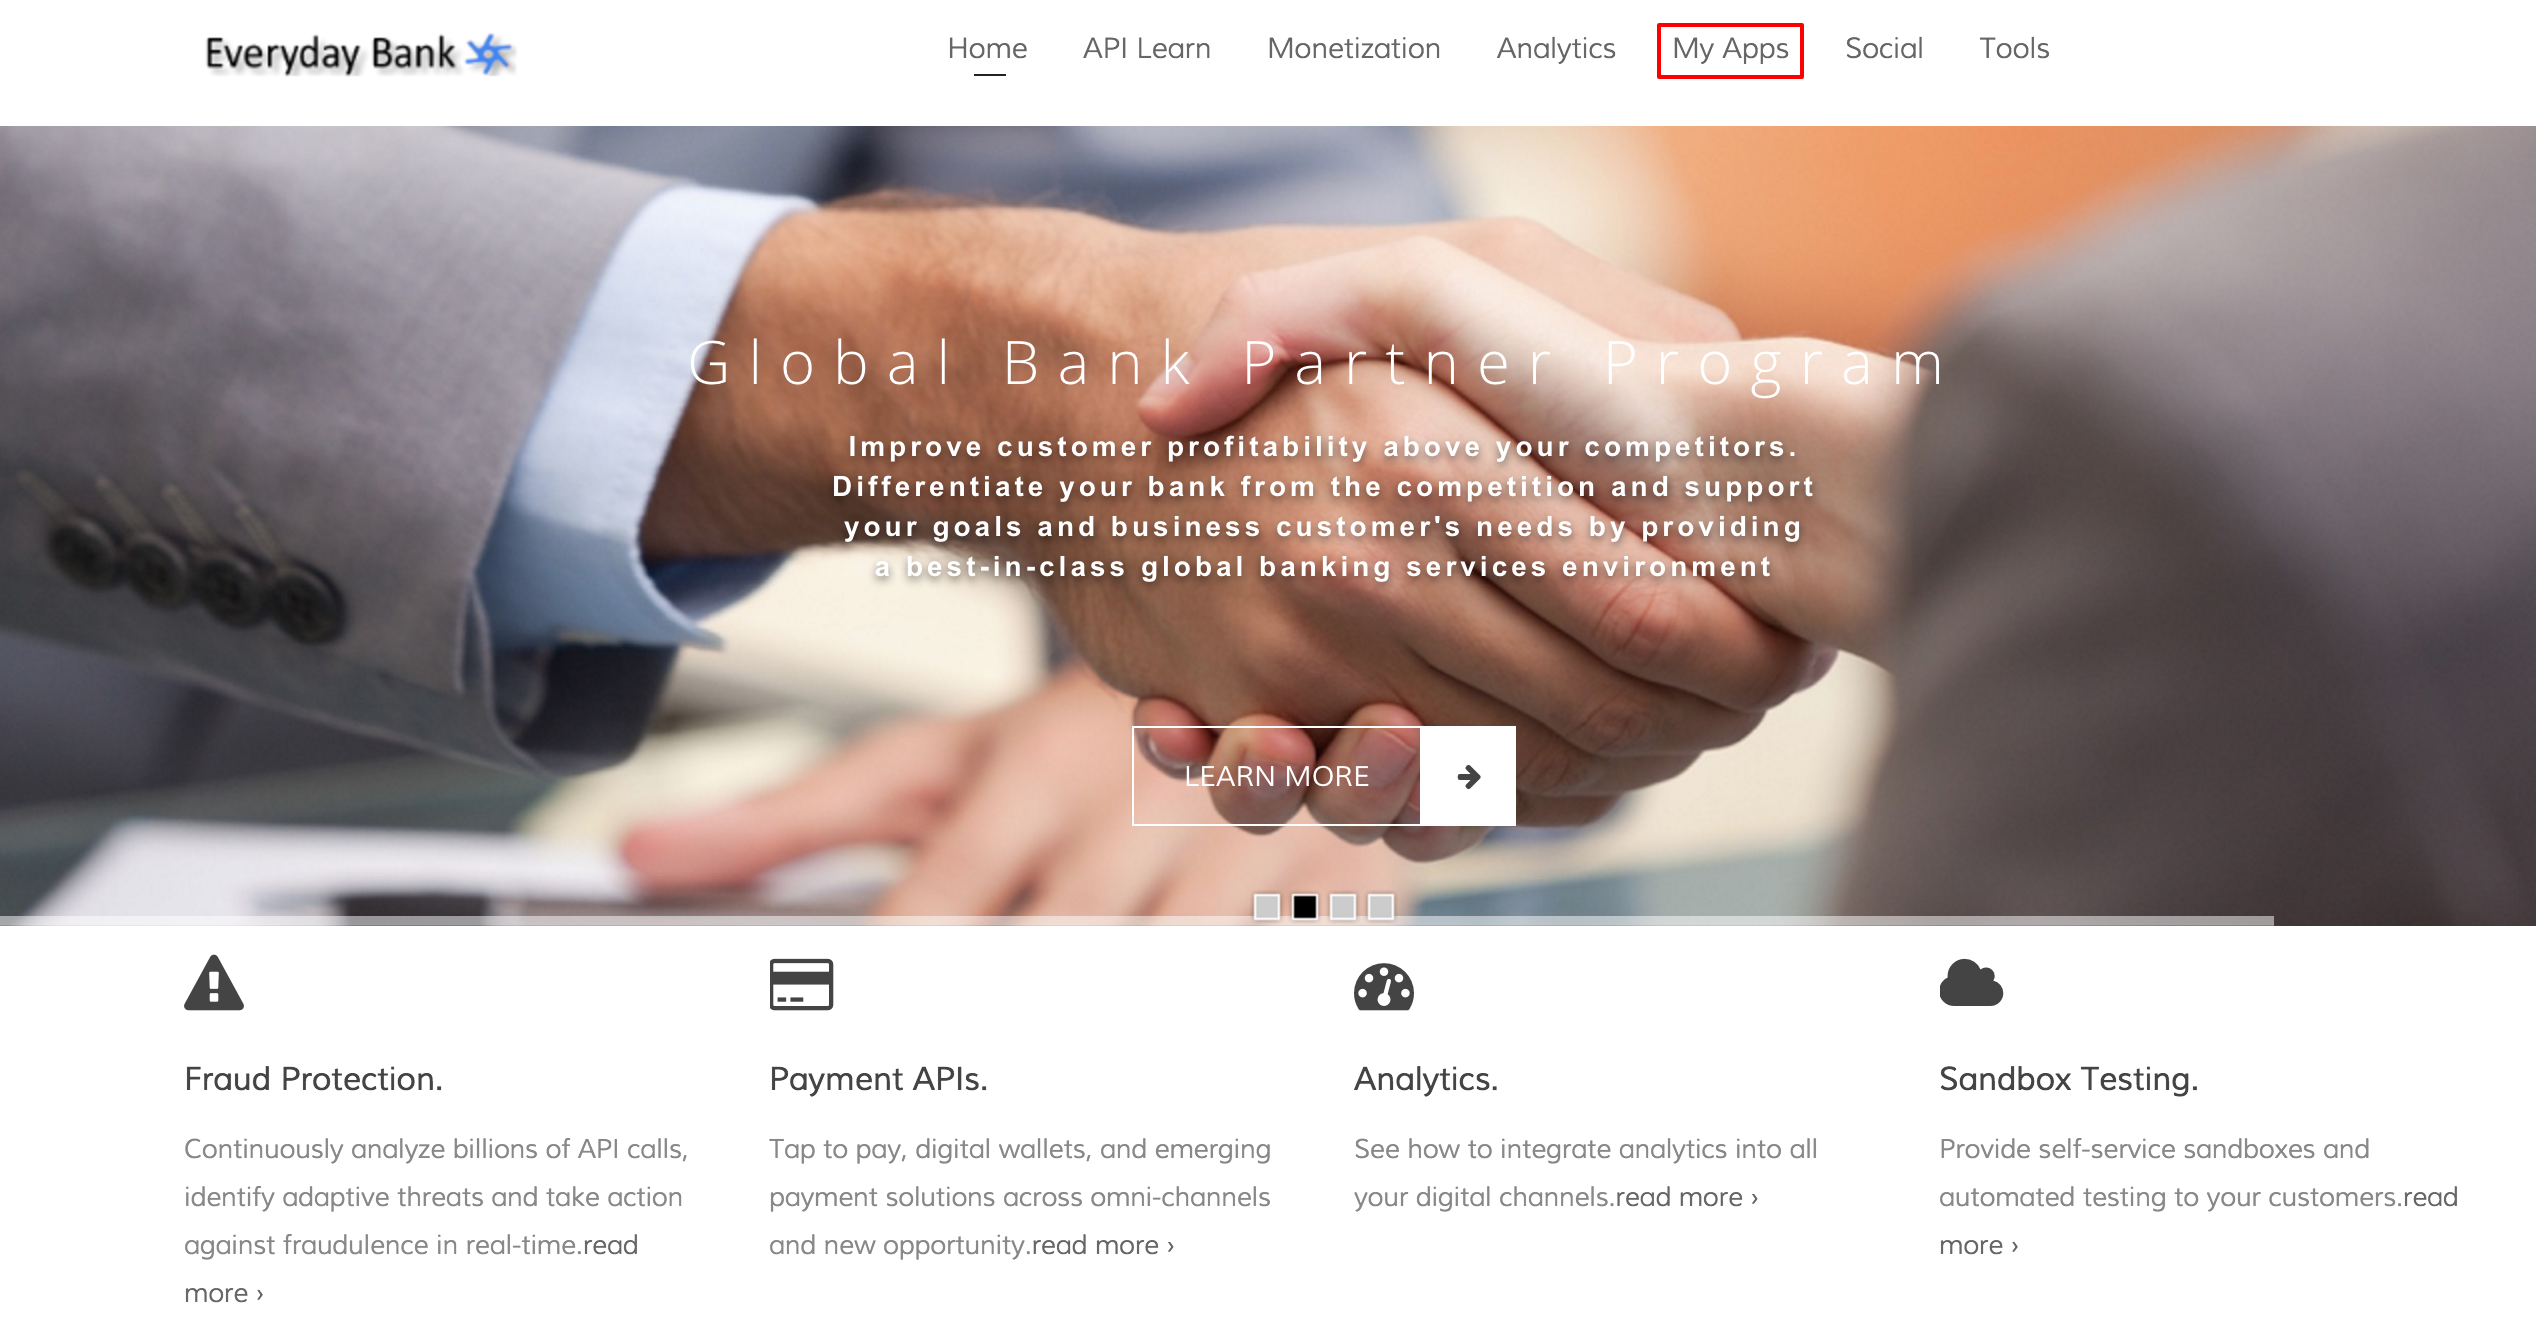 Everyday Bank
Home API Learn Monetization Analytics My Apps Social Tools
Global Bank Partner Program
Improve customer profitability above your competitors.
Differentiate your bank from the competition and support
your goals and business customer's needs by providing
a best-in-class global banking services environment
LEARN MORE
Fraud Protection.
Continuously analyze billions of API calls,
identify adaptive threats and take action
against fraudulence in real-time.read
more ›
Payment APIs.
Tap to pay, digital wallets, and emerging
payment solutions across omni-channels
and new opportunity.read more ›
Analytics.
See how to integrate analytics into all
your digital channels.read more ›
Sandbox Testing.
Provide self-service sandboxes and
automated testing to your customers.read
more ›